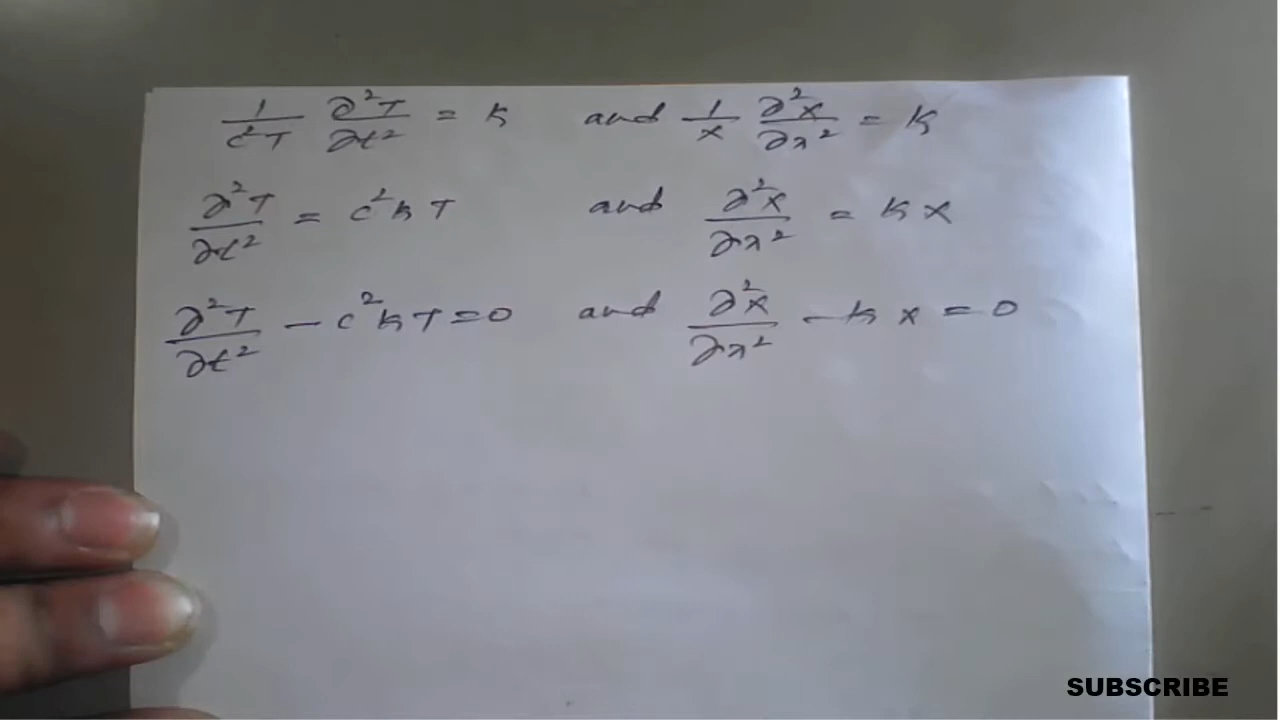 1/(c²T) ∂²T/∂t² = k and 1/x ∂²x/∂x² = k
∂²T/∂t² = c²kT and ∂²x/∂x² = kx
∂²T/∂t² - c²kT = 0 and ∂²x/∂x² - kx = 0
SUBSCRIBE